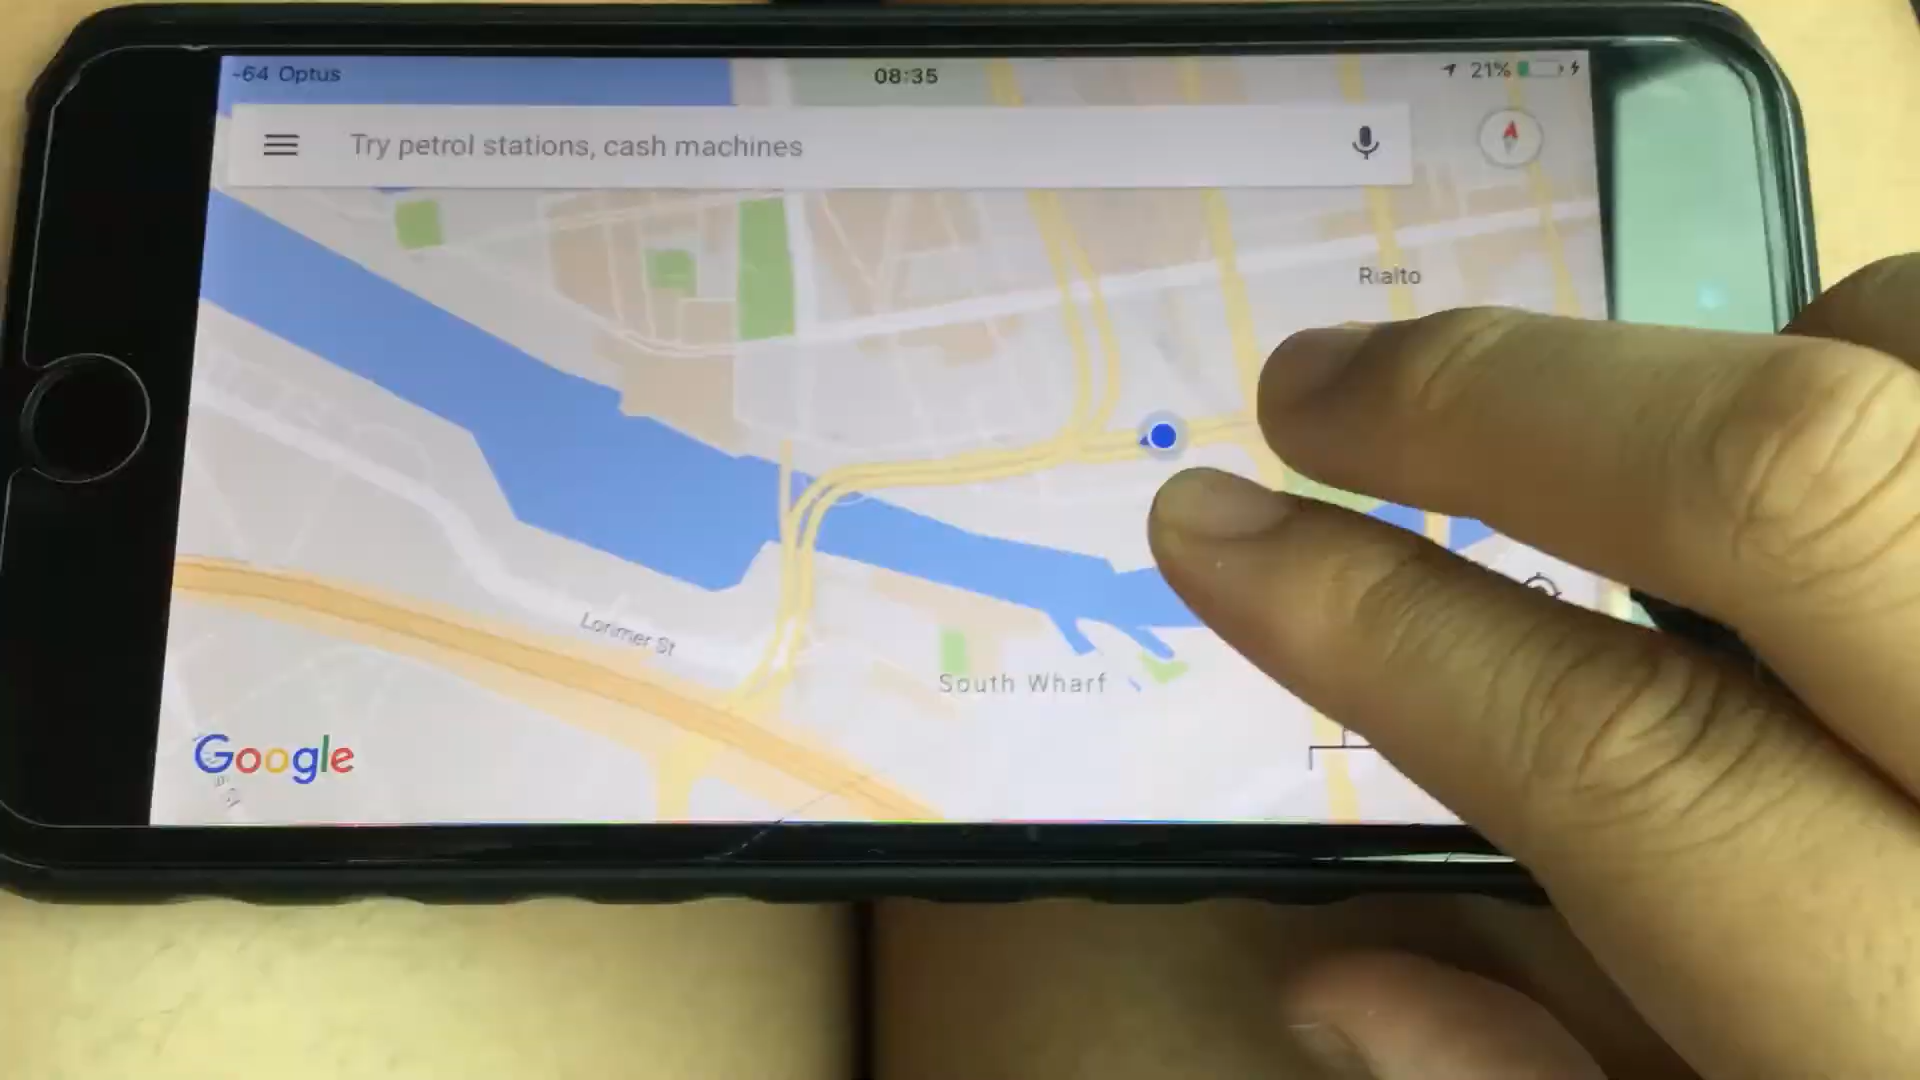 -64 Optus
08:35
21%
Try petrol stations, cash machines
Rialto
Lorimer St
South Wharf
Google